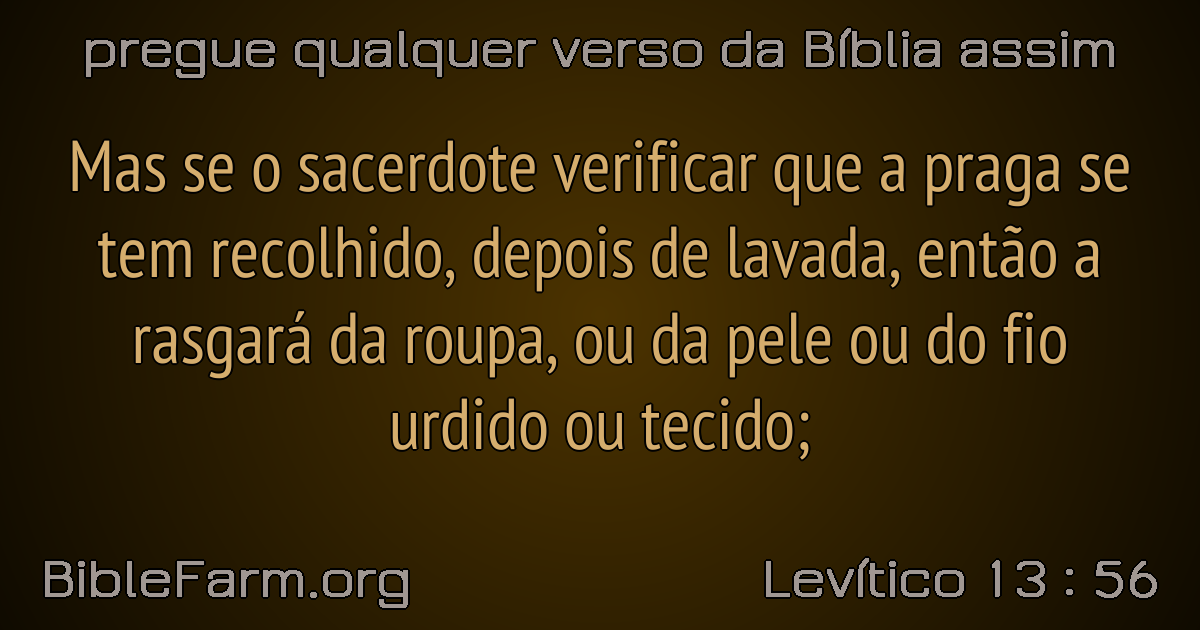 pregue qualquer verso da Bíblia assim
Mas se o sacerdote verificar que a praga se
tem recolhido, depois de lavada, então a
rasgará da roupa, ou da pele ou do fio
urdido ou tecido;
BibleFarm.org
Levítico 13 : 56